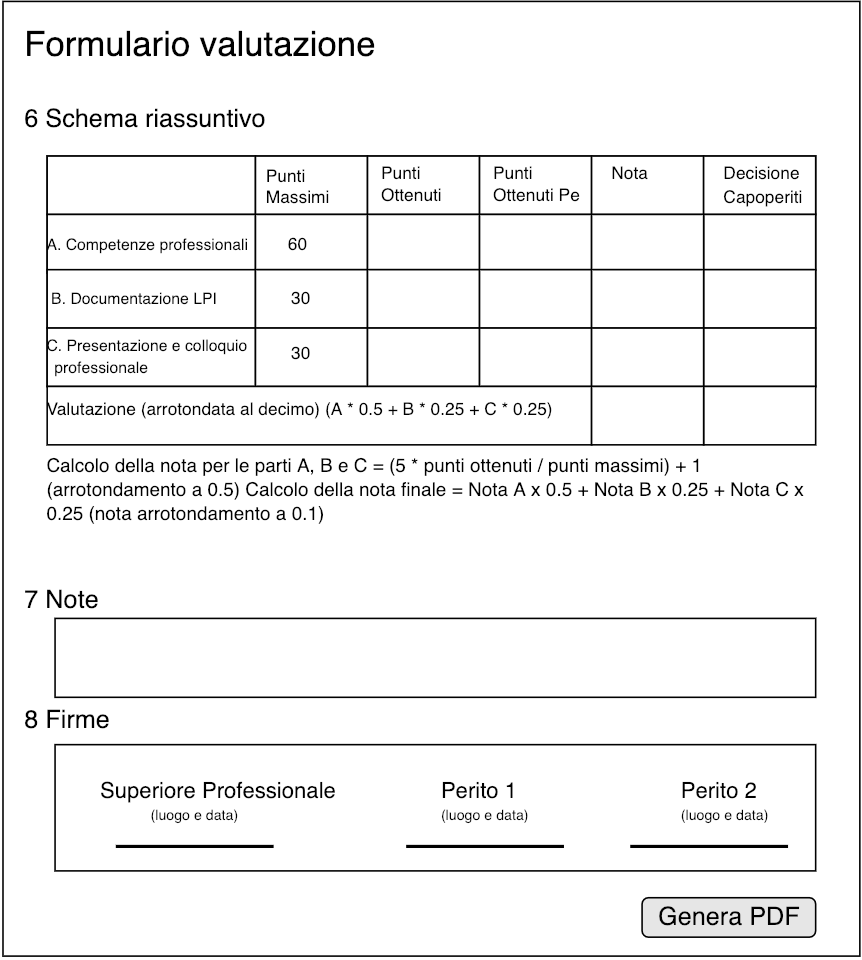 Formulario valutazione
6 Schema riassuntivo
Punti Massimi
Punti Ottenuti
Punti Ottenuti Pe
Nota
Decisione Capoperiti
A. Competenze professionali
60
B. Documentazione LPI
30
C. Presentazione e colloquio
professionale
30
Valutazione (arrotondata al decimo) (A * 0.5 + B * 0.25 + C * 0.25)
Calcolo della nota per le parti A, B e C = (5 * punti ottenuti / punti massimi) + 1
(arrotondamento a 0.5) Calcolo della nota finale = Nota A x 0.5 + Nota B x 0.25 + Nota C x
0.25 (nota arrotondamento a 0.1)
7 Note
8 Firme
Superiore Professionale
(luogo e data)
Perito 1
(luogo e data)
Perito 2
(luogo e data)
Genera PDF